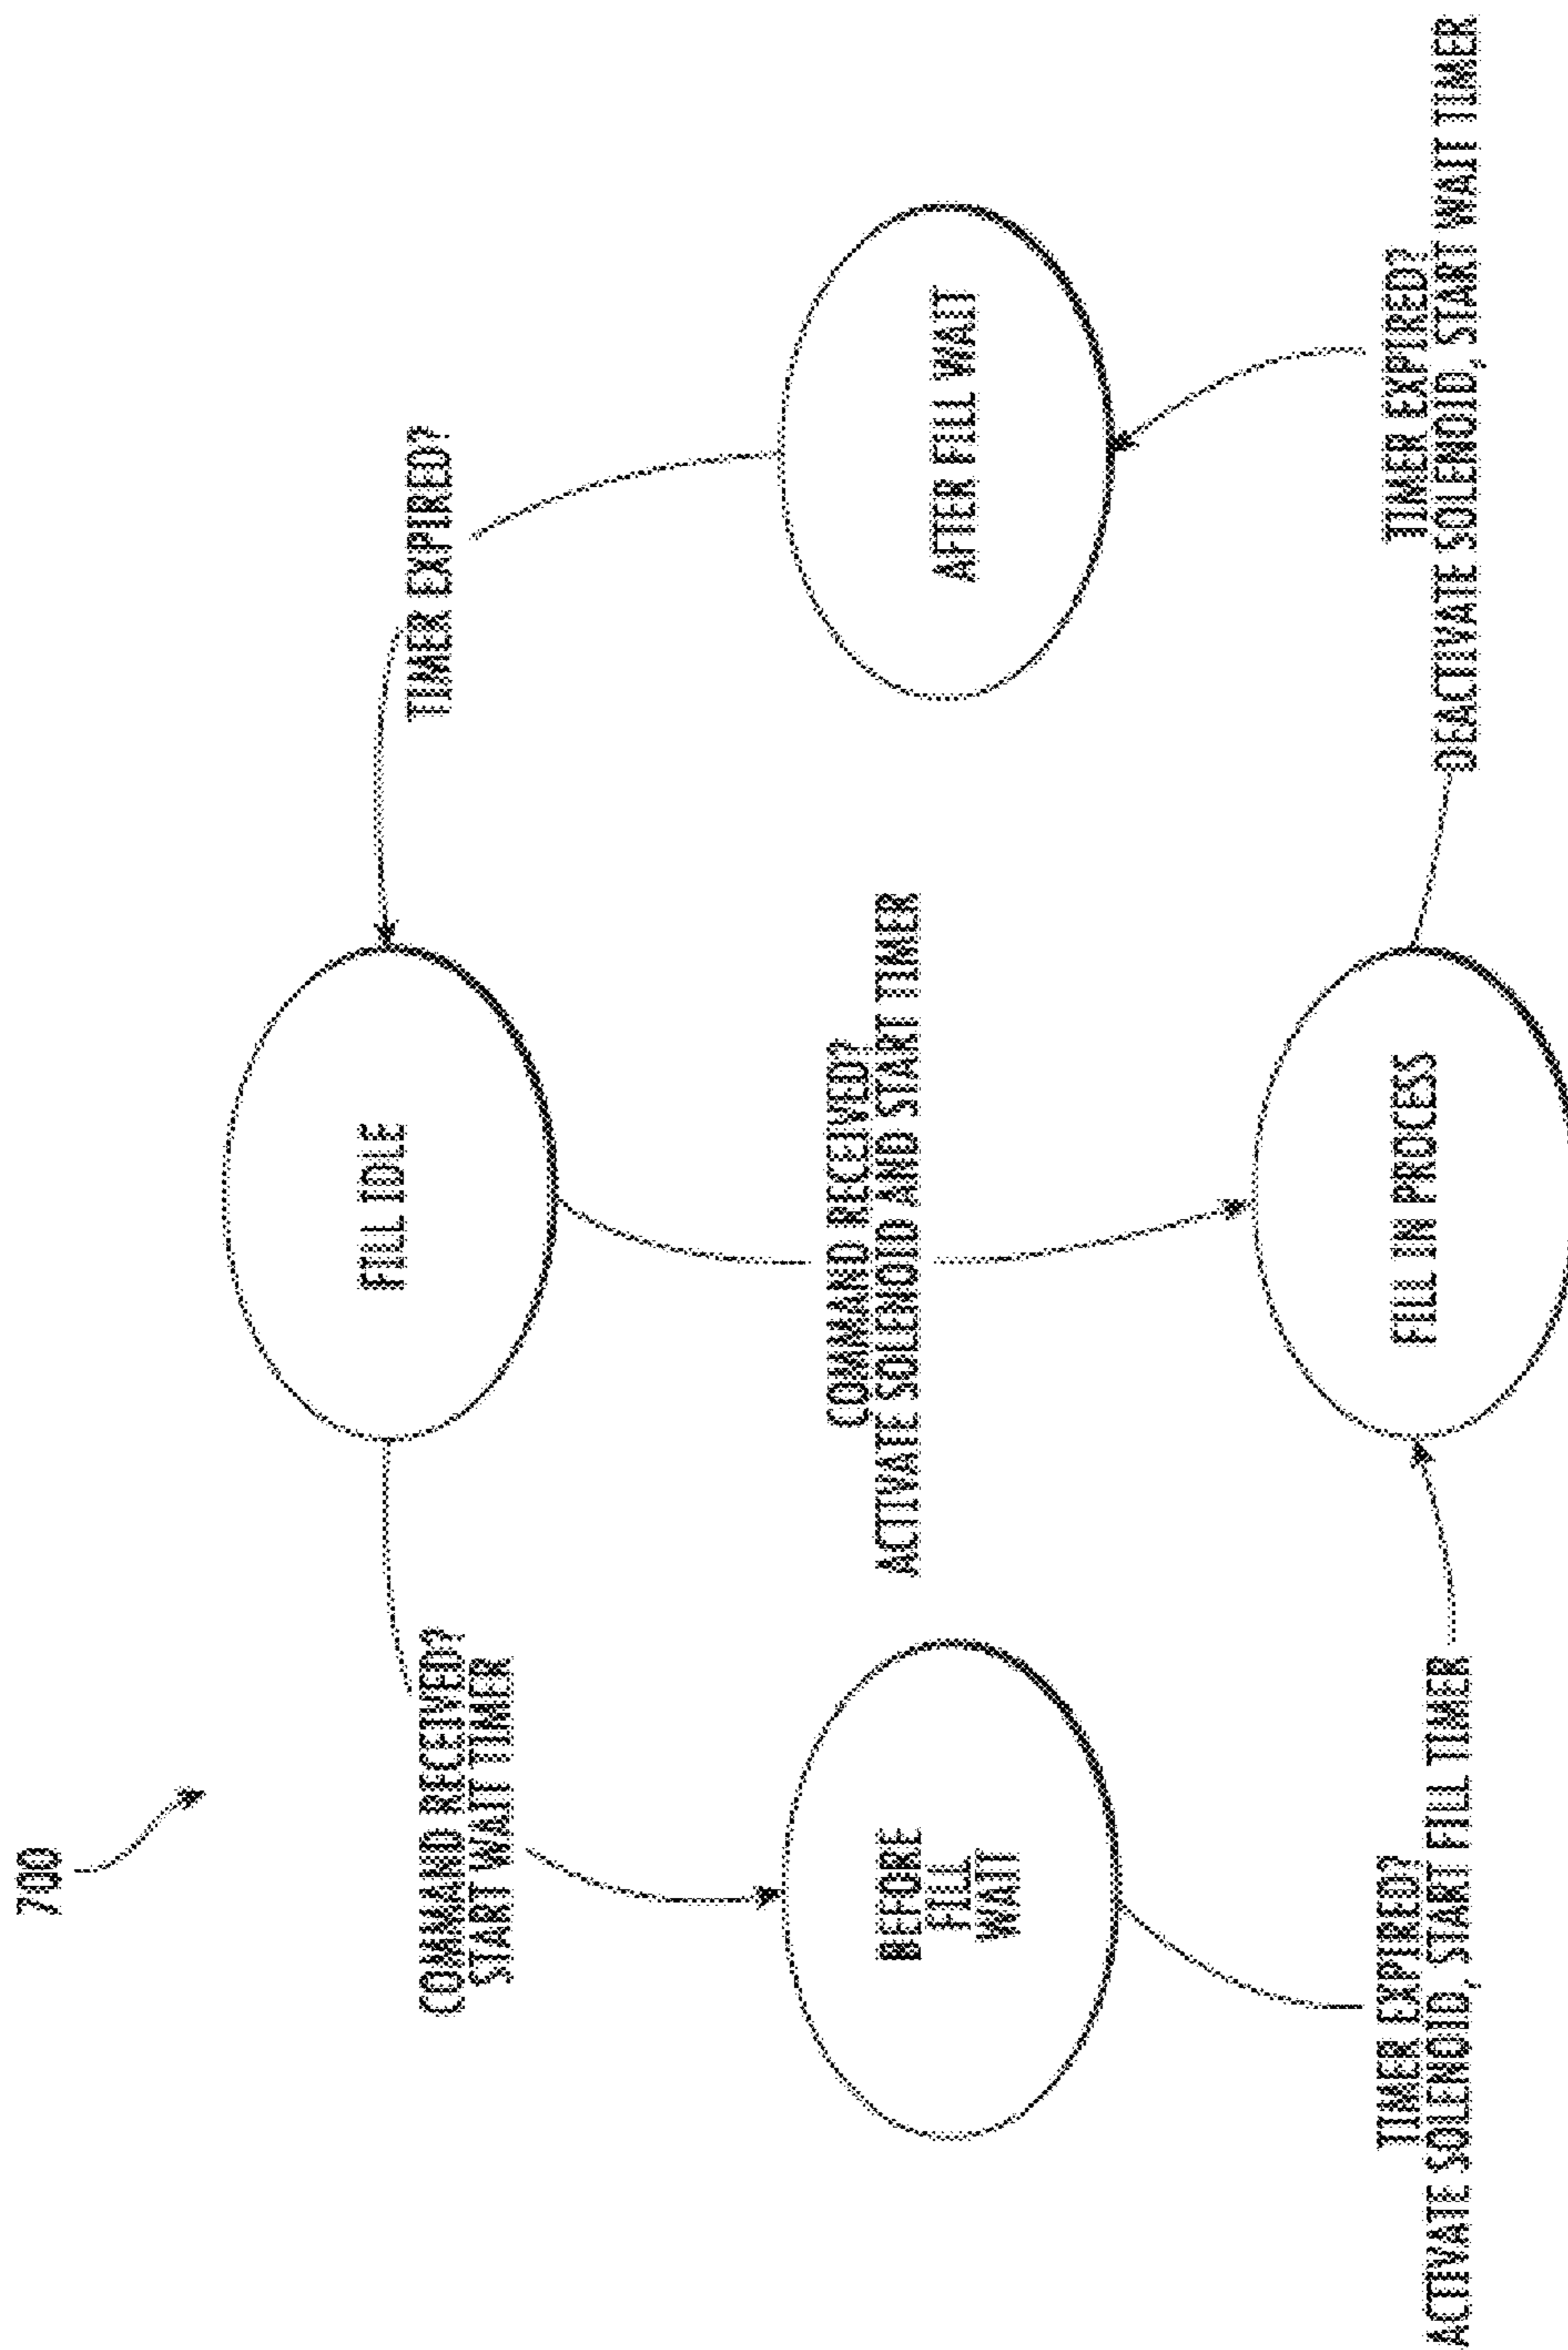 700
FILL IDLE
COMMAND RECEIVED?
START WAIT TIMER
TIMER EXPIRED?
COMMAND RECEIVED?
ACTIVATE SOLENOID AND START TIMER
BEFORE
FILL
WAIT
AFTER FILL WAIT
TIMER EXPIRED?
ACTIVATE SOLENOID, START FILL TIMER
FILL IN PROCESS
TIMER EXPIRED?
DEACTIVATE SOLENOID, START WAIT TIMER